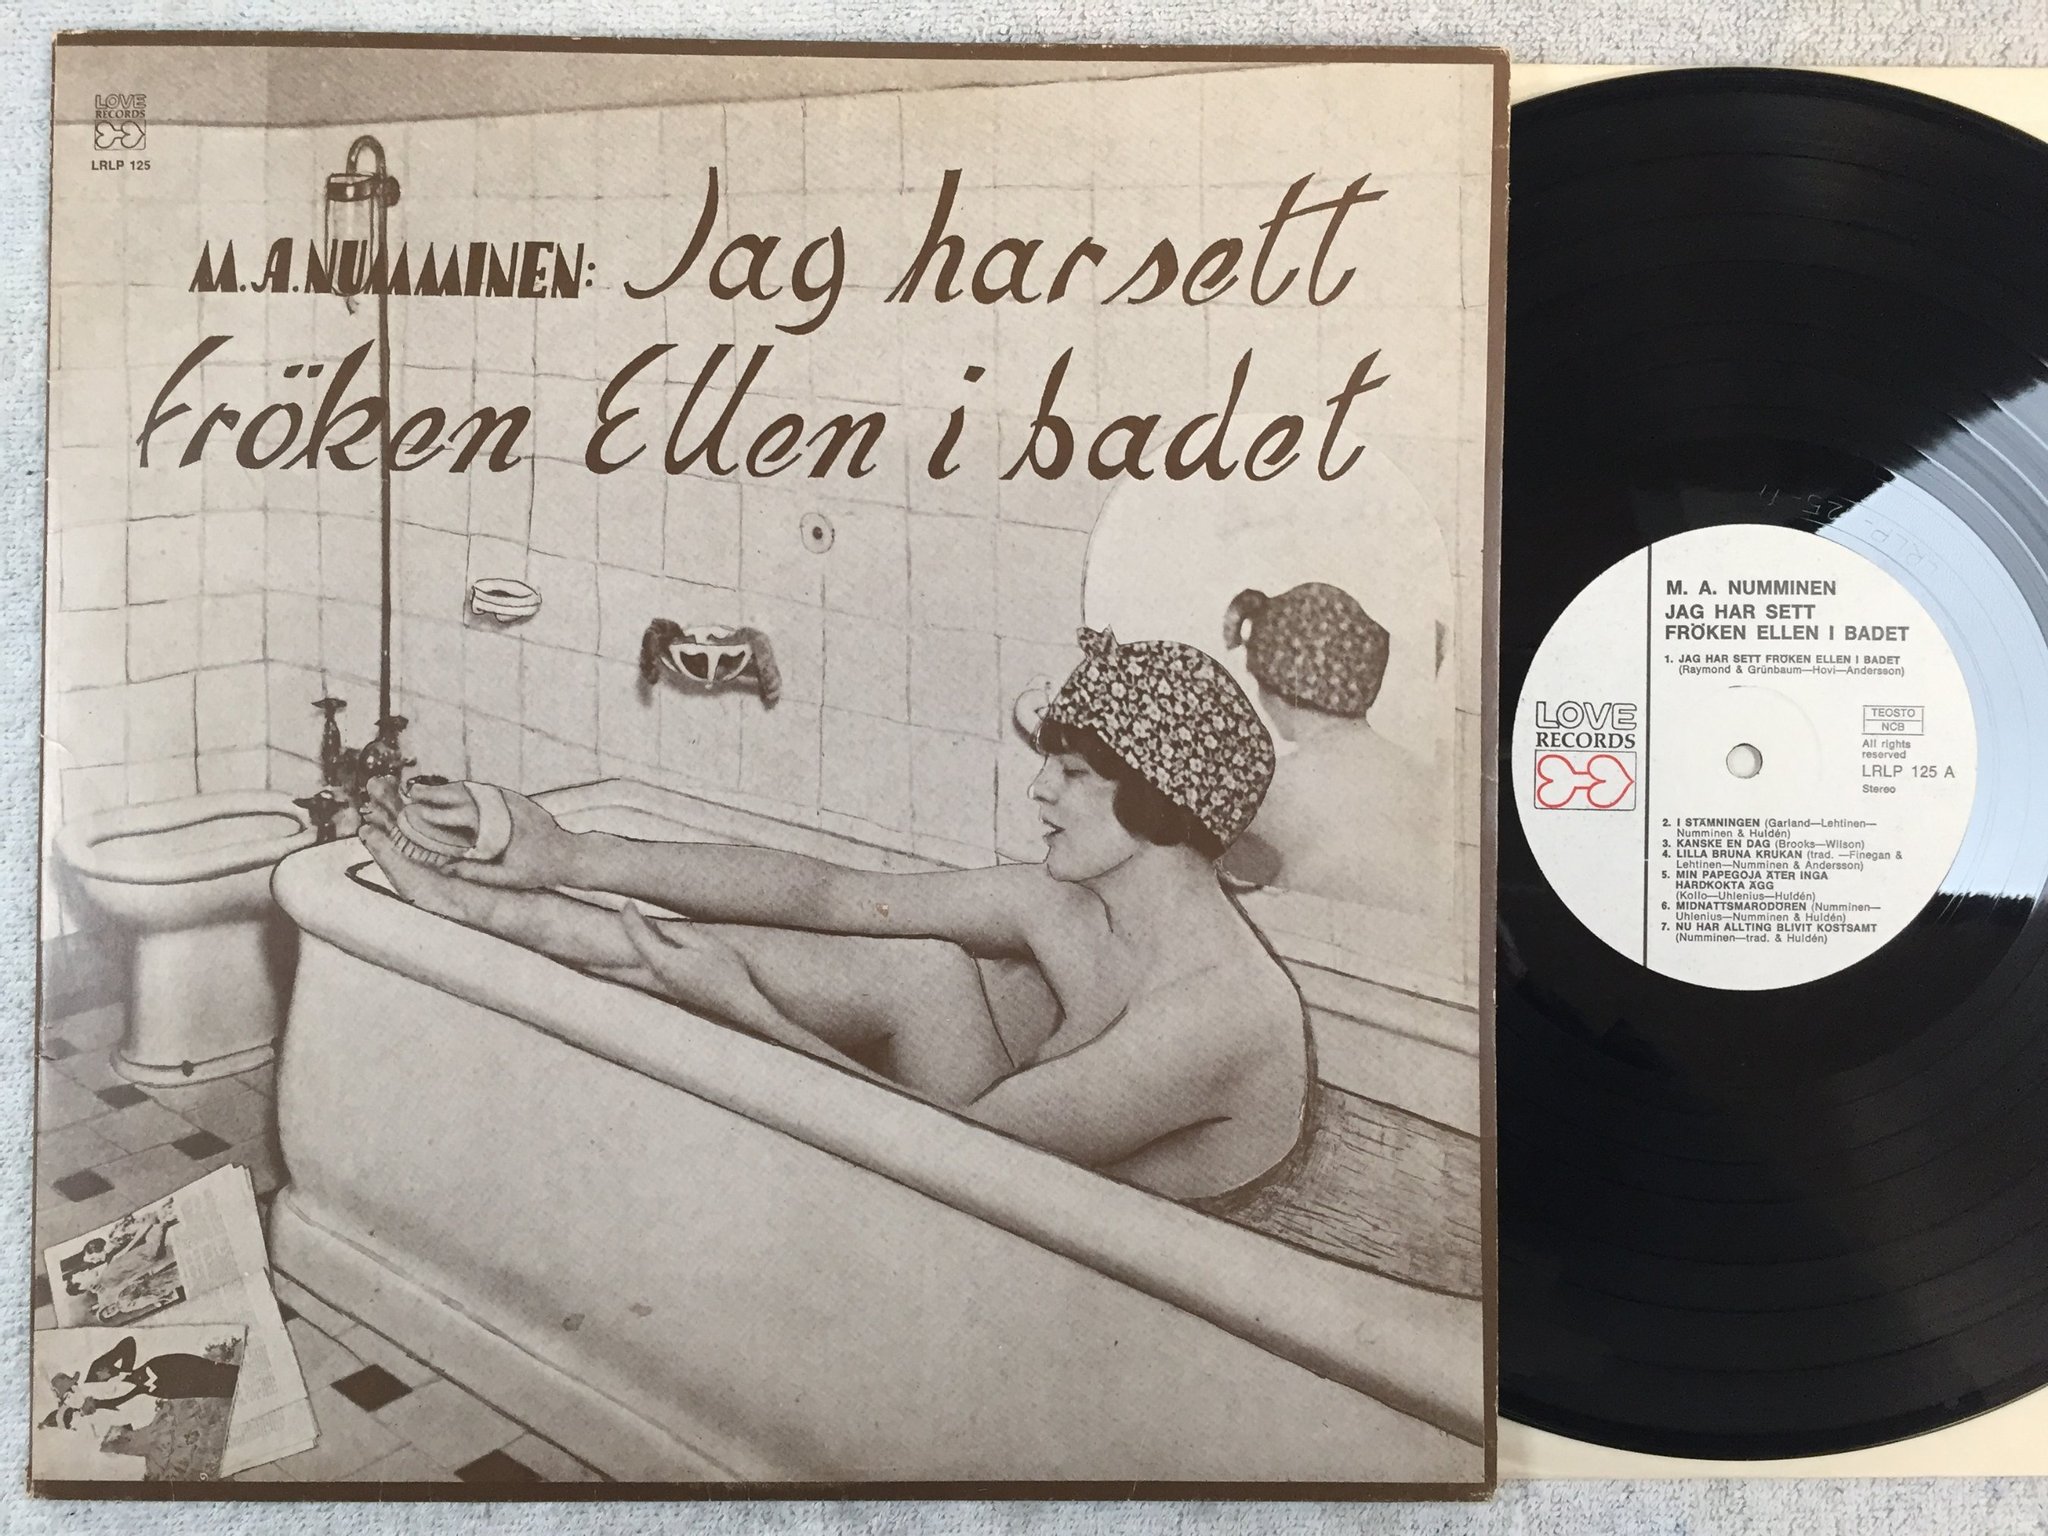 LOVE
RECORDS
LRLP 125
M.A. NUMMINEN: Jag har sett
fröken Ellen i badet
M. A. NUMMINEN
JAG HAR SETT
FRÖKEN ELLEN I BADET
1. JAG HAR SETT FRÖKEN ELLEN I BADET
(Raymond & Grünbaum—Hovi—Andersson)
LOVE
RECORDS
TEOSTO
NCB
All rights
reserved
LRLP 125 A
Stereo
2. I STÄMNINGEN (Garland—Lehtinen—
Numminen & Huldén)
3. KANSKE EN DAG (Brooks—Wilson)
4. LILLA BRUNA KRUKAN (trad. —Finegan &
Lehtinen—Numminen & Andersson)
5. MIN PAPEGOJA ÄTER INGA
HARDKOKTA ÄGG
(Kollo—Uhlenius—Huldén)
6. MIDNATTSMARODÖREN (Numminen—
Uhlenius—Numminen & Huldén)
7. NU HAR ALLTING BLIVIT KOSTSAMT
(Numminen—trad. & Huldén)